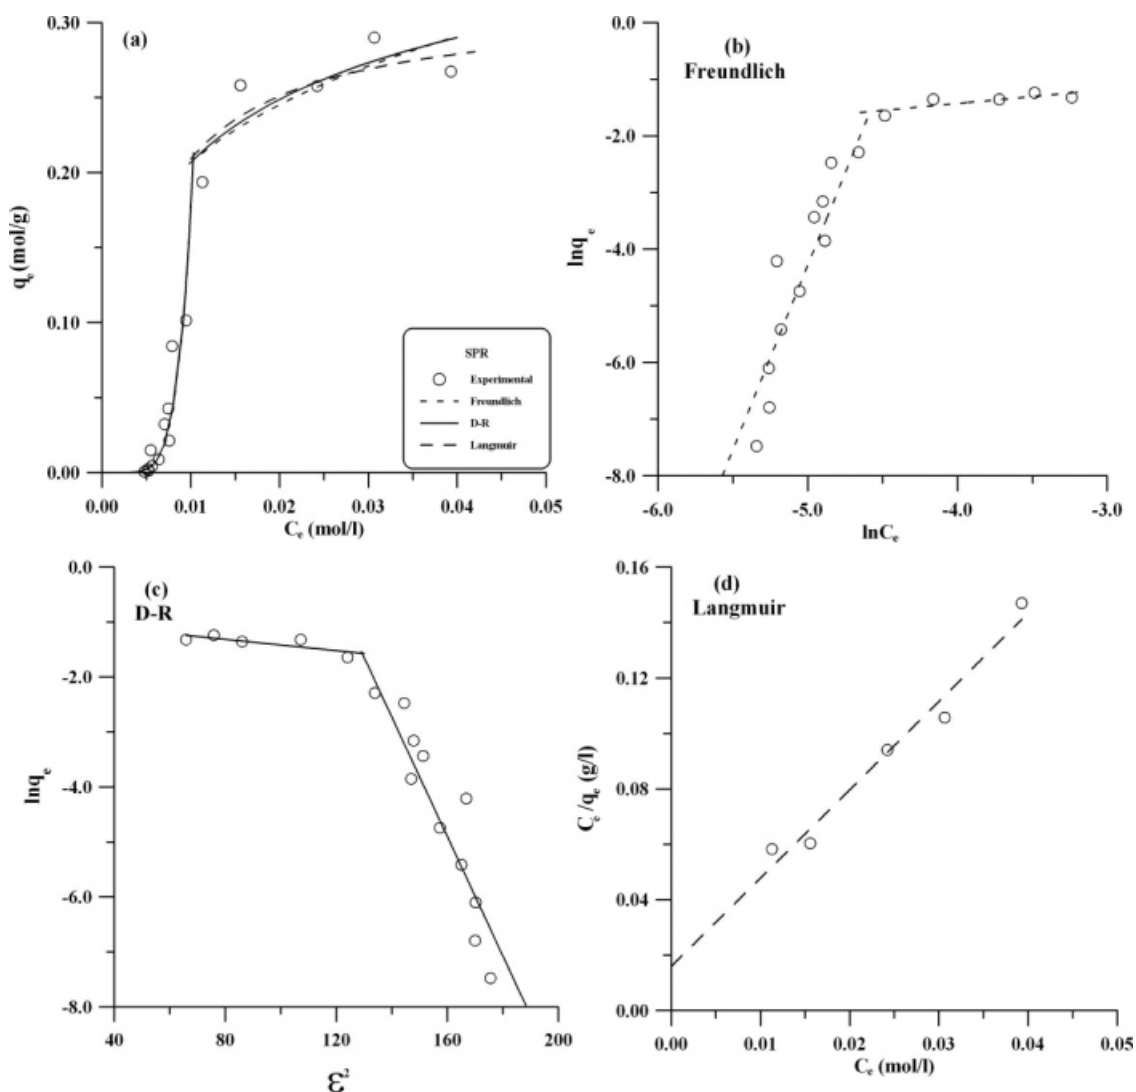 (a)
0.30
0.20
0.10
0.00
qe (mol/g)
0.00 0.01 0.02 0.03 0.04 0.05
Ce (mol/l)
SPR
Experimental
Freundlich
D-R
Langmuir
(b)
Freundlich
0.0
-2.0
-4.0
-6.0
-8.0
lnqe
-6.0 -5.0 -4.0 -3.0
lnCe
(c)
D-R
0.0
-2.0
-4.0
-6.0
-8.0
lnqe
40 80 120 160 200
ε²
(d)
Langmuir
0.16
0.12
0.08
0.04
0.00
Ce/qe (g/l)
0.00 0.01 0.02 0.03 0.04 0.05
Ce (mol/l)